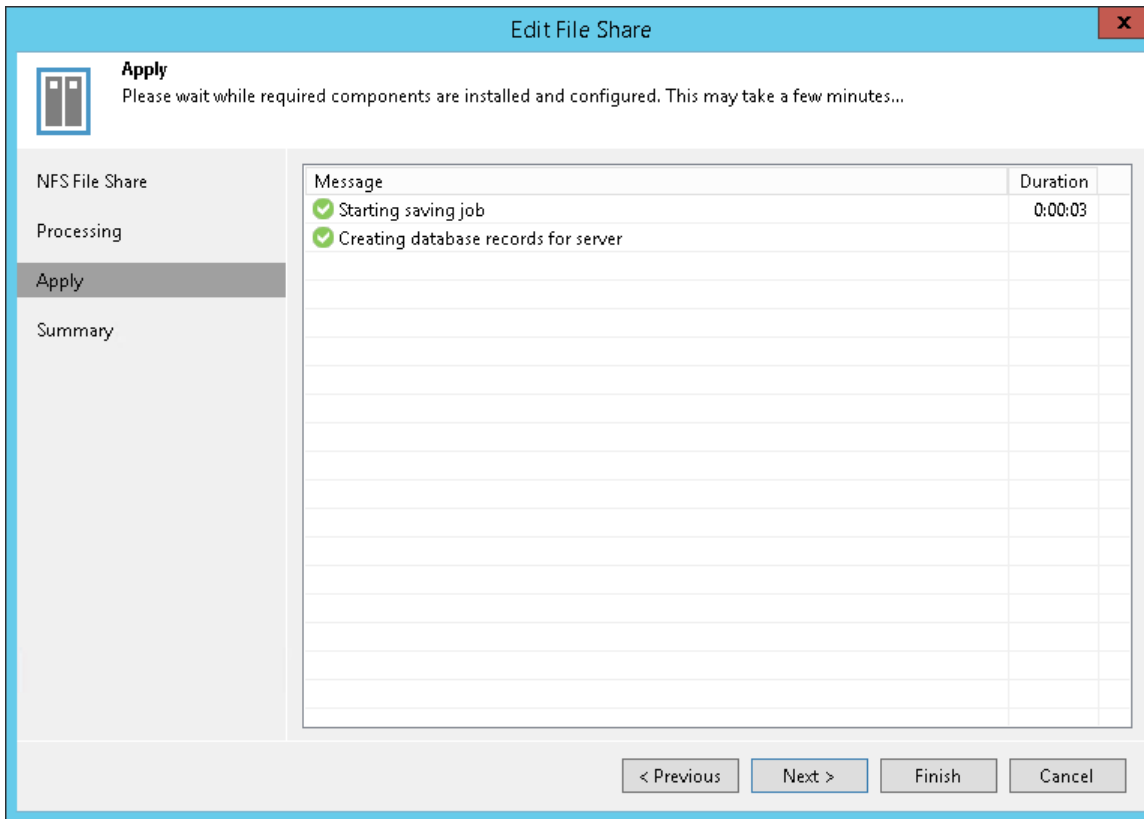 Edit File Share
x
Apply
Please wait while required components are installed and configured. This may take a few minutes...
NFS File Share
Processing
Apply
Summary
Message Duration
Starting saving job 0:00:03
Creating database records for server
< Previous Next > Finish Cancel